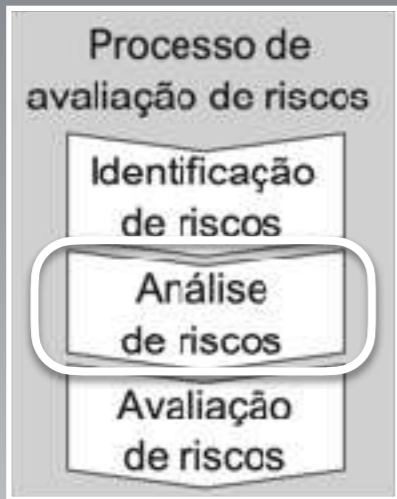 Processo de
avaliação de riscos
Identificação
de riscos
Análise
de riscos
Avaliação
de riscos